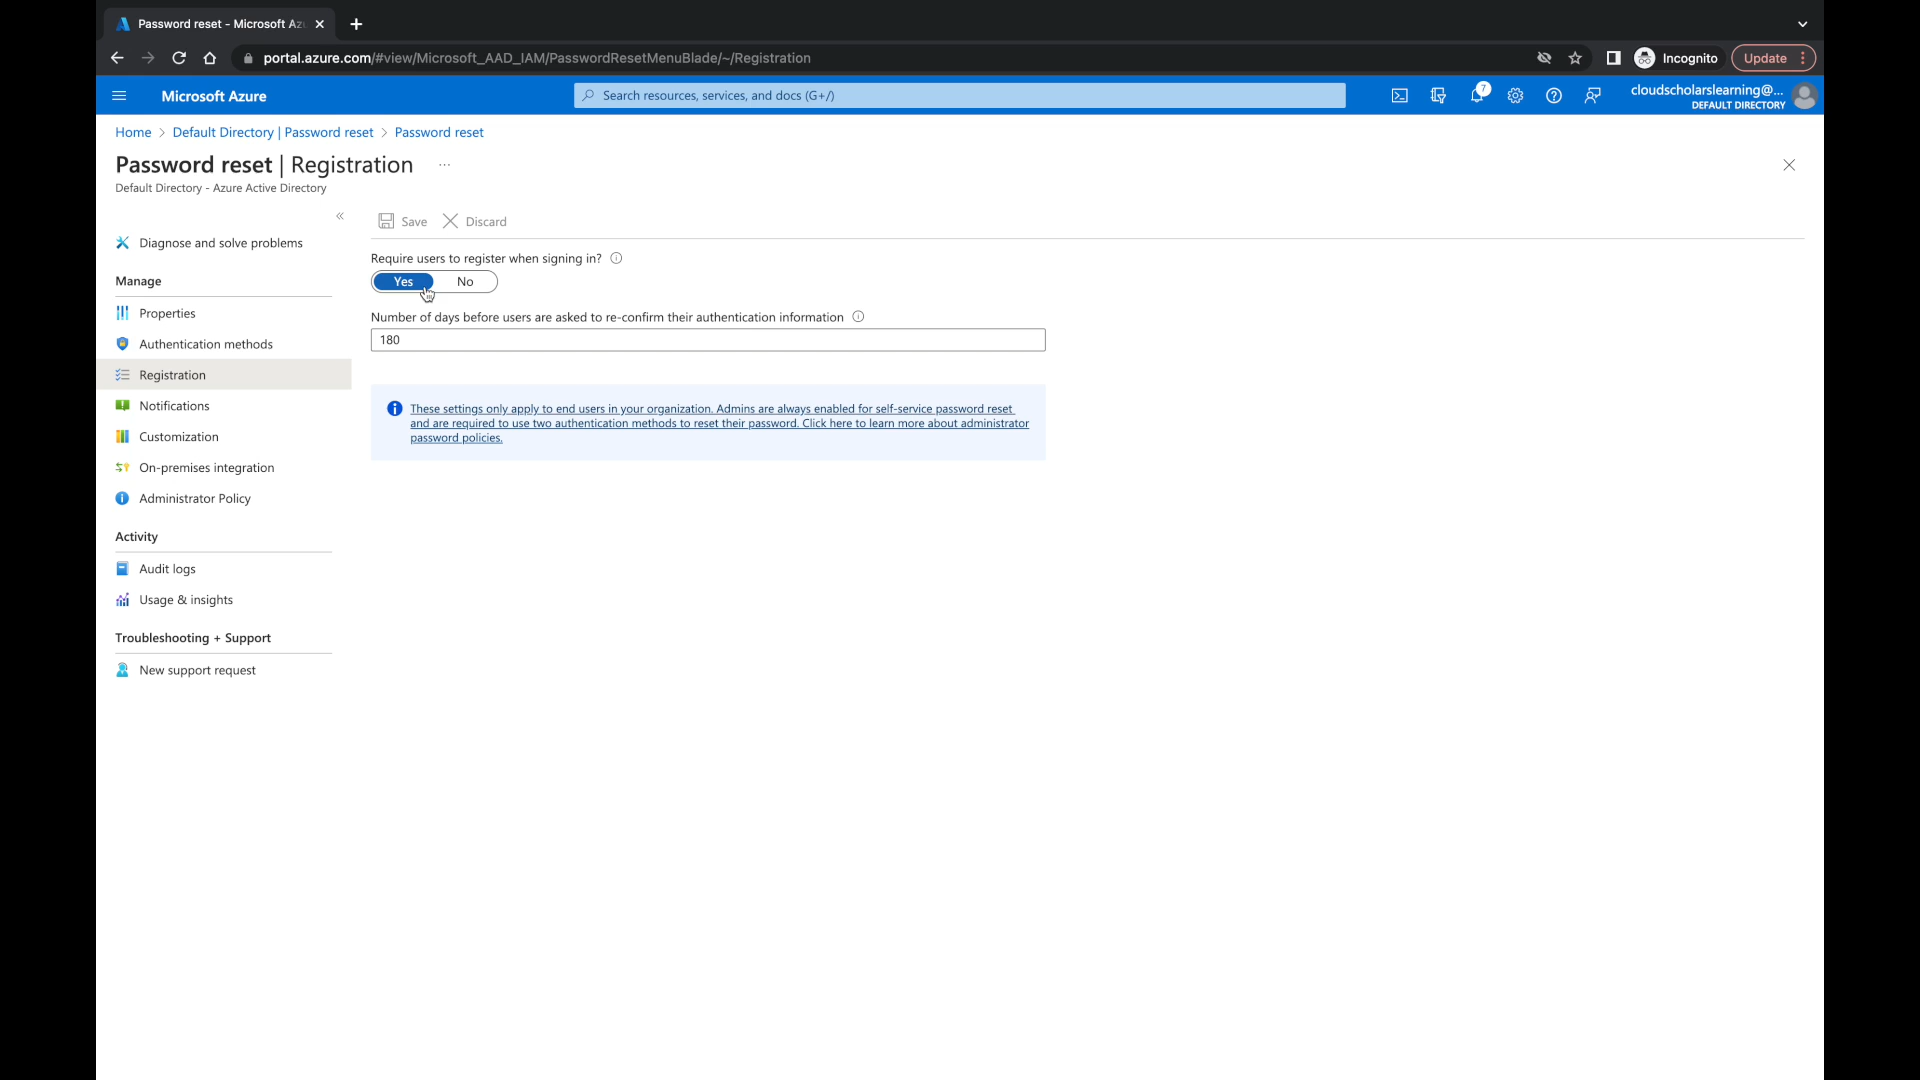 Password reset - Microsoft Az
portal.azure.com/#view/Microsoft_AAD_IAM/PasswordResetMenuBlade/~/Registration
Incognito
Update
Microsoft Azure
Search resources, services, and docs (G+/)
7
cloudscholarslearning@...
DEFAULT DIRECTORY
Home > Default Directory | Password reset > Password reset
Password reset | Registration ...
Default Directory - Azure Active Directory
«
Save
Discard
Diagnose and solve problems
Manage
Properties
Authentication methods
Registration
Notifications
Customization
On-premises integration
Administrator Policy
Activity
Audit logs
Usage & insights
Troubleshooting + Support
New support request
Require users to register when signing in?
Yes
No
Number of days before users are asked to re-confirm their authentication information
180
These settings only apply to end users in your organization. Admins are always enabled for self-service password reset
and are required to use two authentication methods to reset their password. Click here to learn more about administrator
password policies.